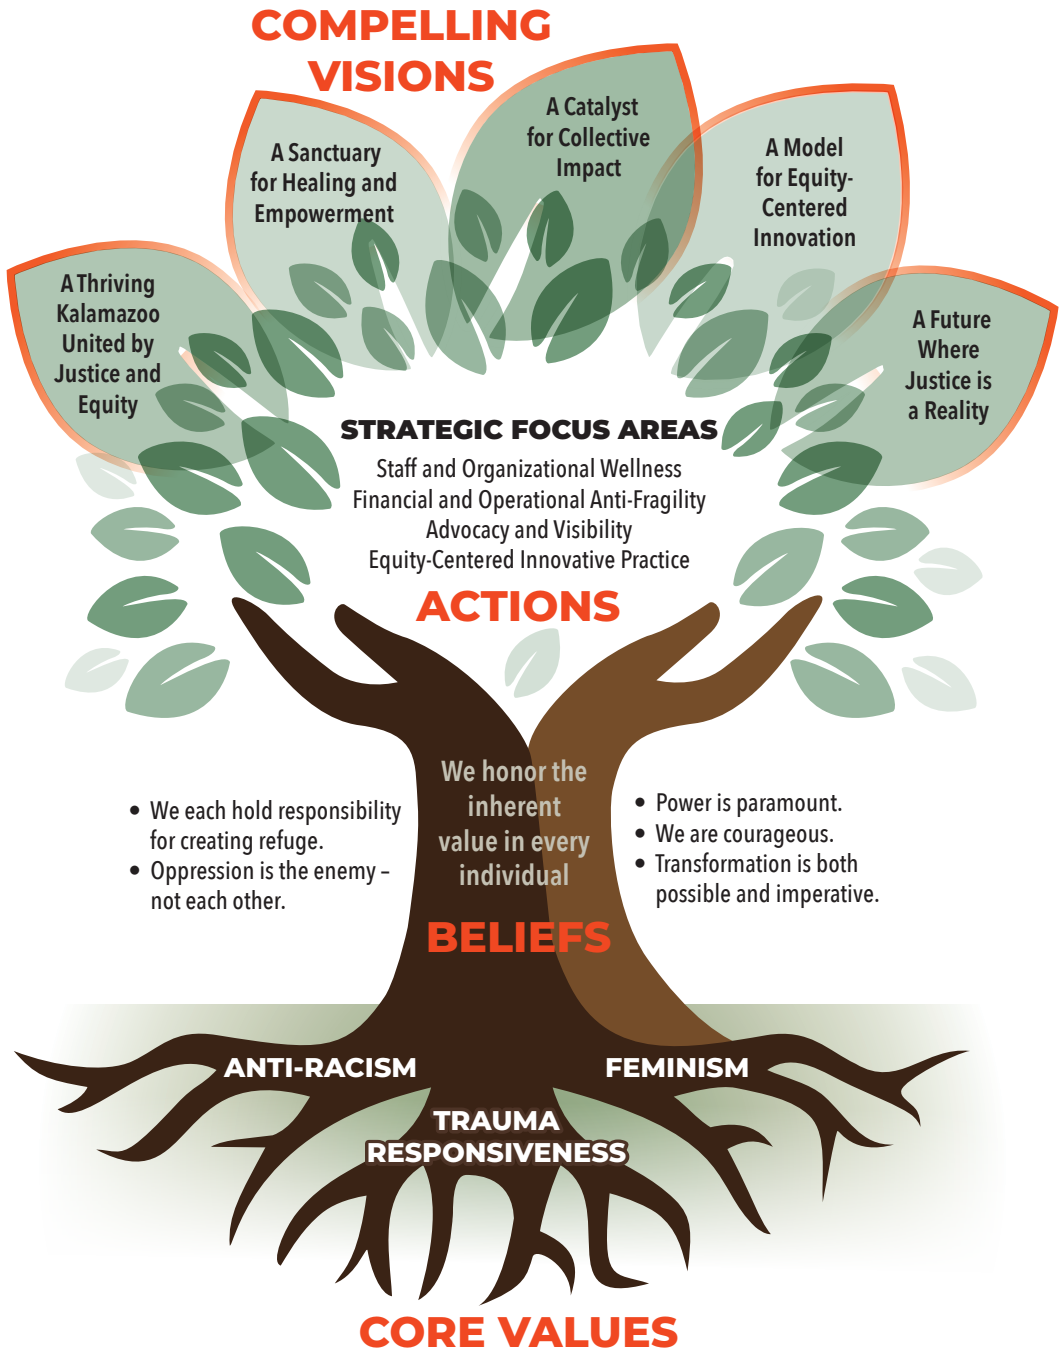 COMPELLING
VISIONS
A Thriving
Kalamazoo
United by
Justice and
Equity
A Sanctuary
for Healing and
Empowerment
A Catalyst
for Collective
Impact
A Model
for Equity-
Centered
Innovation
A Future
Where
Justice is
a Reality
STRATEGIC FOCUS AREAS
Staff and Organizational Wellness
Financial and Operational Anti-Fragility
Advocacy and Visibility
Equity-Centered Innovative Practice
ACTIONS
We honor the
inherent
value in every
individual
• We each hold responsibility
for creating refuge.
• Oppression is the enemy –
not each other.
• Power is paramount.
• We are courageous.
• Transformation is both
possible and imperative.
BELIEFS
ANTI-RACISM
FEMINISM
TRAUMA
RESPONSIVENESS
CORE VALUES